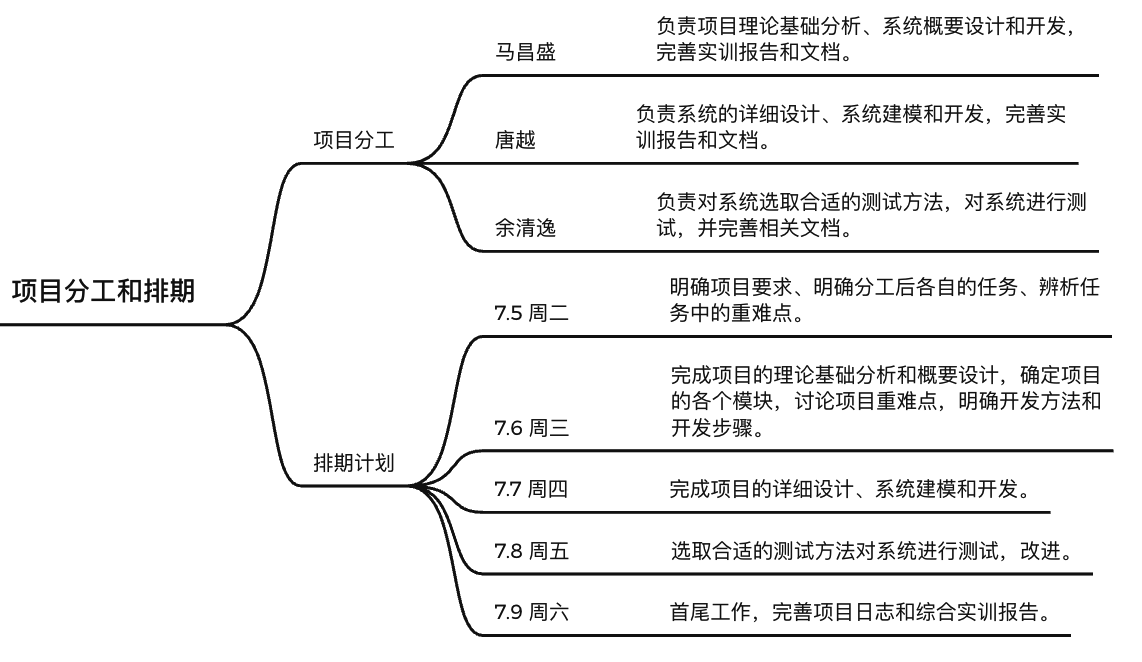 项目分工和排期
项目分工
马昌盛
负责项目理论基础分析、系统概要设计和开发，
完善实训报告和文档。
唐越
负责系统的详细设计、系统建模和开发，完善实
训报告和文档。
余清逸
负责对系统选取合适的测试方法，对系统进行测
试，并完善相关文档。
排期计划
7.5 周二
明确项目要求、明确分工后各自的任务、辨析任
务中的重难点。
7.6 周三
完成项目的理论基础分析和概要设计，确定项目
的各个模块，讨论项目重难点，明确开发方法和
开发步骤。
7.7 周四
完成项目的详细设计、系统建模和开发。
7.8 周五
选取合适的测试方法对系统进行测试，改进。
7.9 周六
首尾工作，完善项目日志和综合实训报告。